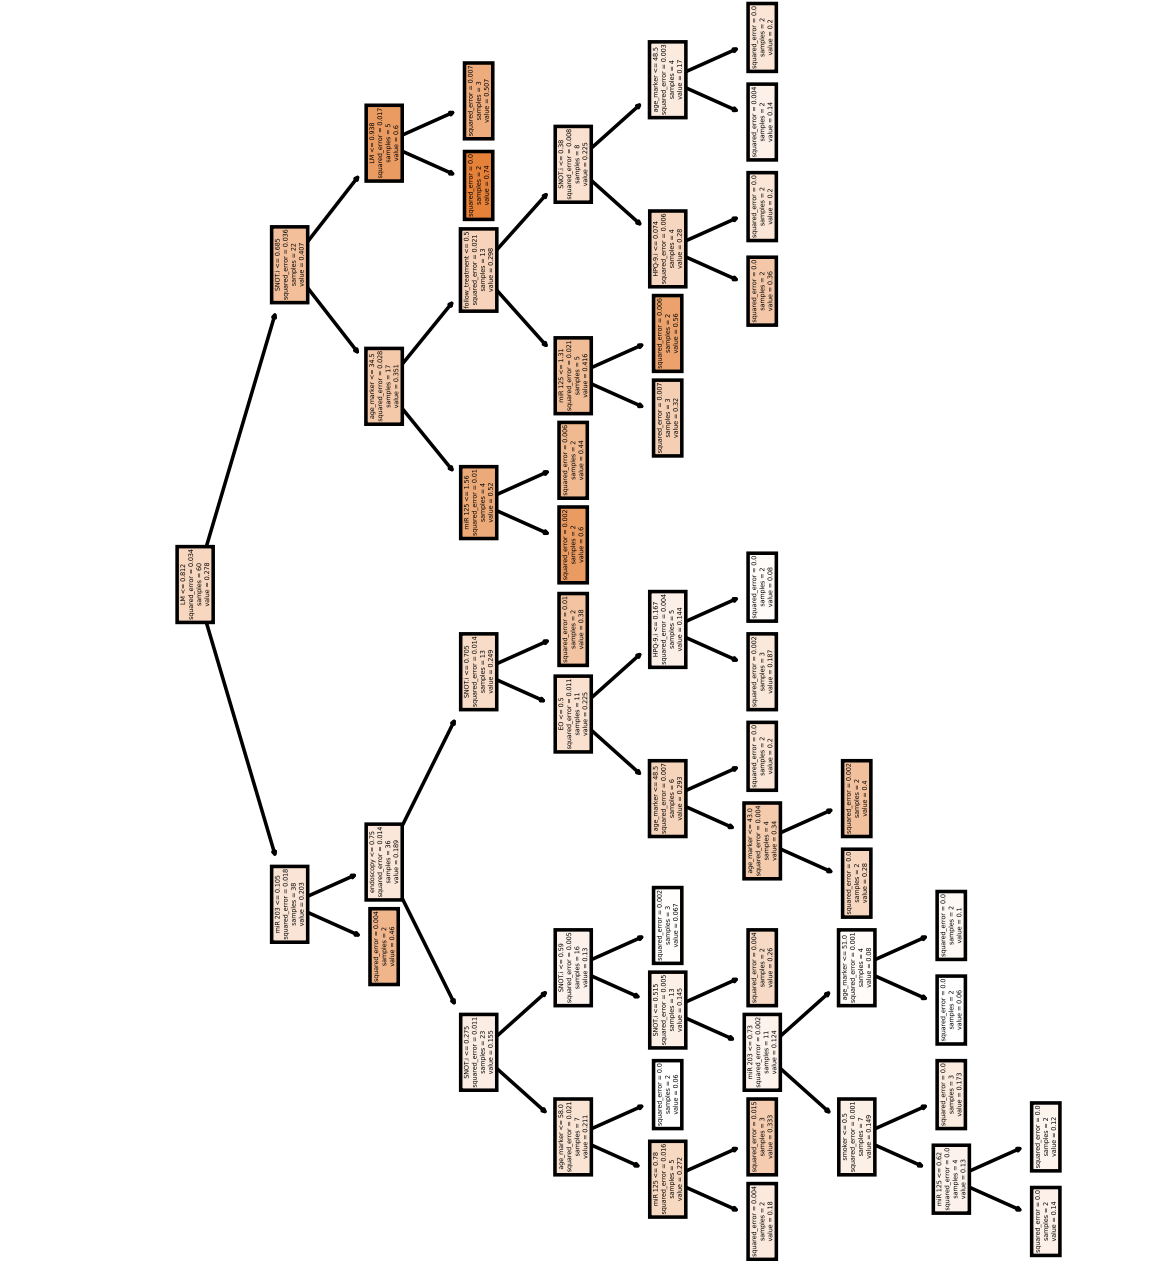 LM <= 0.812
squared_error = 0.034
samples = 60
value = 0.278
miR 203 <= 0.105
squared_error = 0.018
samples = 38
value = 0.203
SNOT.i <= 0.685
squared_error = 0.036
samples = 22
value = 0.407
squared_error = 0.004
samples = 2
value = 0.46
endoscopy <= 0.75
squared_error = 0.014
samples = 36
value = 0.189
age_marker <= 34.5
squared_error = 0.028
samples = 17
value = 0.351
LM <= 0.938
squared_error = 0.017
samples = 5
value = 0.6
SNOT.i <= 0.275
squared_error = 0.011
samples = 23
value = 0.155
SNOT.i <= 0.705
squared_error = 0.014
samples = 13
value = 0.249
miR 125 <= 1.56
squared_error = 0.01
samples = 4
value = 0.52
follow_treatment <= 0.5
squared_error = 0.021
samples = 13
value = 0.298
squared_error = 0.0
samples = 2
value = 0.74
squared_error = 0.007
samples = 3
value = 0.507
age_marker <= 58.0
squared_error = 0.021
samples = 7
value = 0.211
SNOT.i <= 0.59
squared_error = 0.005
samples = 16
value = 0.13
ED <= 0.5
squared_error = 0.011
samples = 11
value = 0.225
squared_error = 0.01
samples = 2
value = 0.38
squared_error = 0.002
samples = 2
value = 0.6
squared_error = 0.006
samples = 2
value = 0.44
miR 125 <= 1.31
squared_error = 0.021
samples = 5
value = 0.416
SNOT.i <= 0.38
squared_error = 0.008
samples = 8
value = 0.225
miR 125 <= 0.78
squared_error = 0.016
samples = 5
value = 0.272
squared_error = 0.0
samples = 2
value = 0.06
SNOT.i <= 0.515
squared_error = 0.005
samples = 13
value = 0.145
squared_error = 0.002
samples = 3
value = 0.067
age_marker <= 48.5
squared_error = 0.007
samples = 6
value = 0.293
HPQ-9.i <= 0.167
squared_error = 0.004
samples = 5
value = 0.144
squared_error = 0.007
samples = 3
value = 0.32
squared_error = 0.006
samples = 2
value = 0.56
HPQ-9.i <= 0.074
squared_error = 0.006
samples = 4
value = 0.28
age_marker <= 48.5
squared_error = 0.003
samples = 4
value = 0.17
squared_error = 0.004
samples = 2
value = 0.18
squared_error = 0.015
samples = 3
value = 0.333
miR 203 <= 0.73
squared_error = 0.002
samples = 11
value = 0.124
squared_error = 0.004
samples = 2
value = 0.26
age_marker <= 43.0
squared_error = 0.004
samples = 4
value = 0.34
squared_error = 0.0
samples = 2
value = 0.2
squared_error = 0.002
samples = 3
value = 0.187
squared_error = 0.0
samples = 2
value = 0.08
squared_error = 0.0
samples = 2
value = 0.36
squared_error = 0.0
samples = 2
value = 0.2
squared_error = 0.004
samples = 2
value = 0.14
squared_error = 0.0
samples = 2
value = 0.2
smoker <= 0.5
squared_error = 0.001
samples = 7
value = 0.149
age_marker <= 51.0
squared_error = 0.001
samples = 4
value = 0.08
squared_error = 0.0
samples = 2
value = 0.28
squared_error = 0.002
samples = 2
value = 0.4
miR 125 <= 0.62
squared_error = 0.0
samples = 4
value = 0.13
squared_error = 0.0
samples = 3
value = 0.173
squared_error = 0.0
samples = 2
value = 0.06
squared_error = 0.0
samples = 2
value = 0.1
squared_error = 0.0
samples = 2
value = 0.14
squared_error = 0.0
samples = 2
value = 0.12